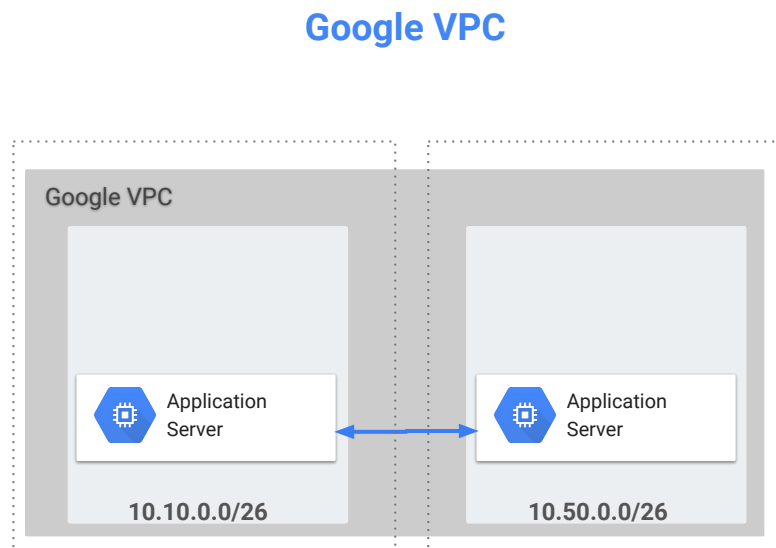 Google VPC
Google VPC
Application
Server
Application
Server
10.10.0.0/26
10.50.0.0/26